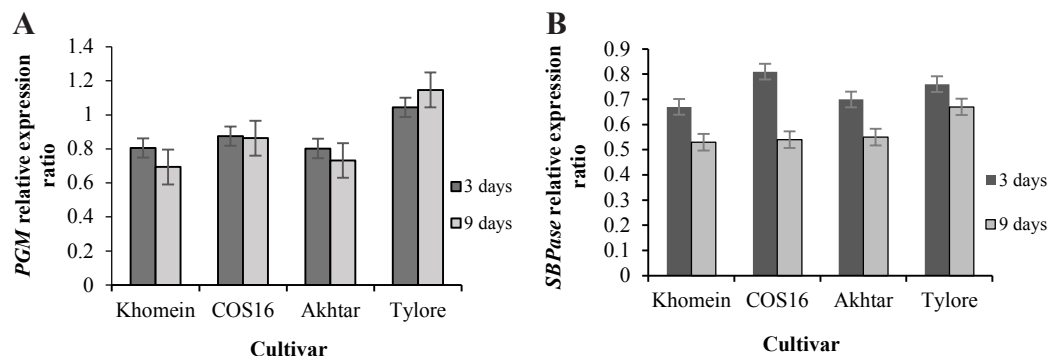 A
PGM relative expression
ratio
1.4
1.2
1
0.8
0.6
0.4
0.2
0
Khomein COS16 Akhtar Tylore
Cultivar
3 days
9 days
B
SBPase relative expression
ratio
0.9
0.8
0.7
0.6
0.5
0.4
0.3
0.2
0.1
0
Khomein COS16 Akhtar Tylore
Cultivar
3 days
9 days